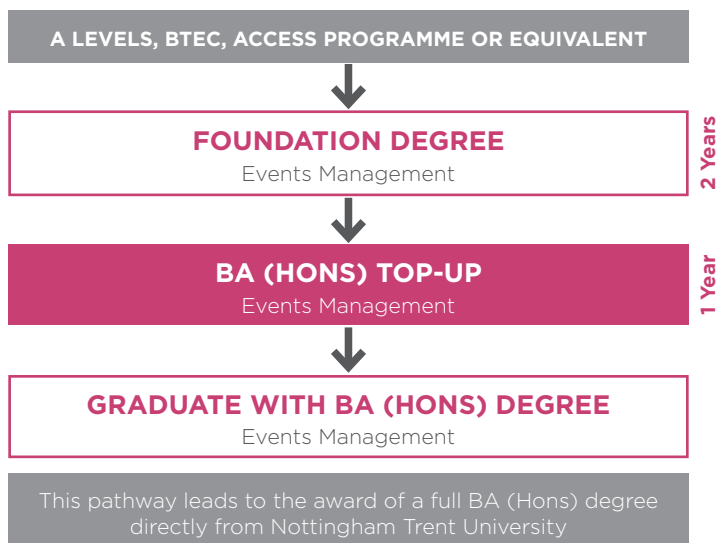 A LEVELS, BTEC, ACCESS PROGRAMME OR EQUIVALENT
FOUNDATION DEGREE
Events Management
2 Years
BA (HONS) TOP-UP
Events Management
1 Year
GRADUATE WITH BA (HONS) DEGREE
Events Management
This pathway leads to the award of a full BA (Hons) degree
directly from Nottingham Trent University